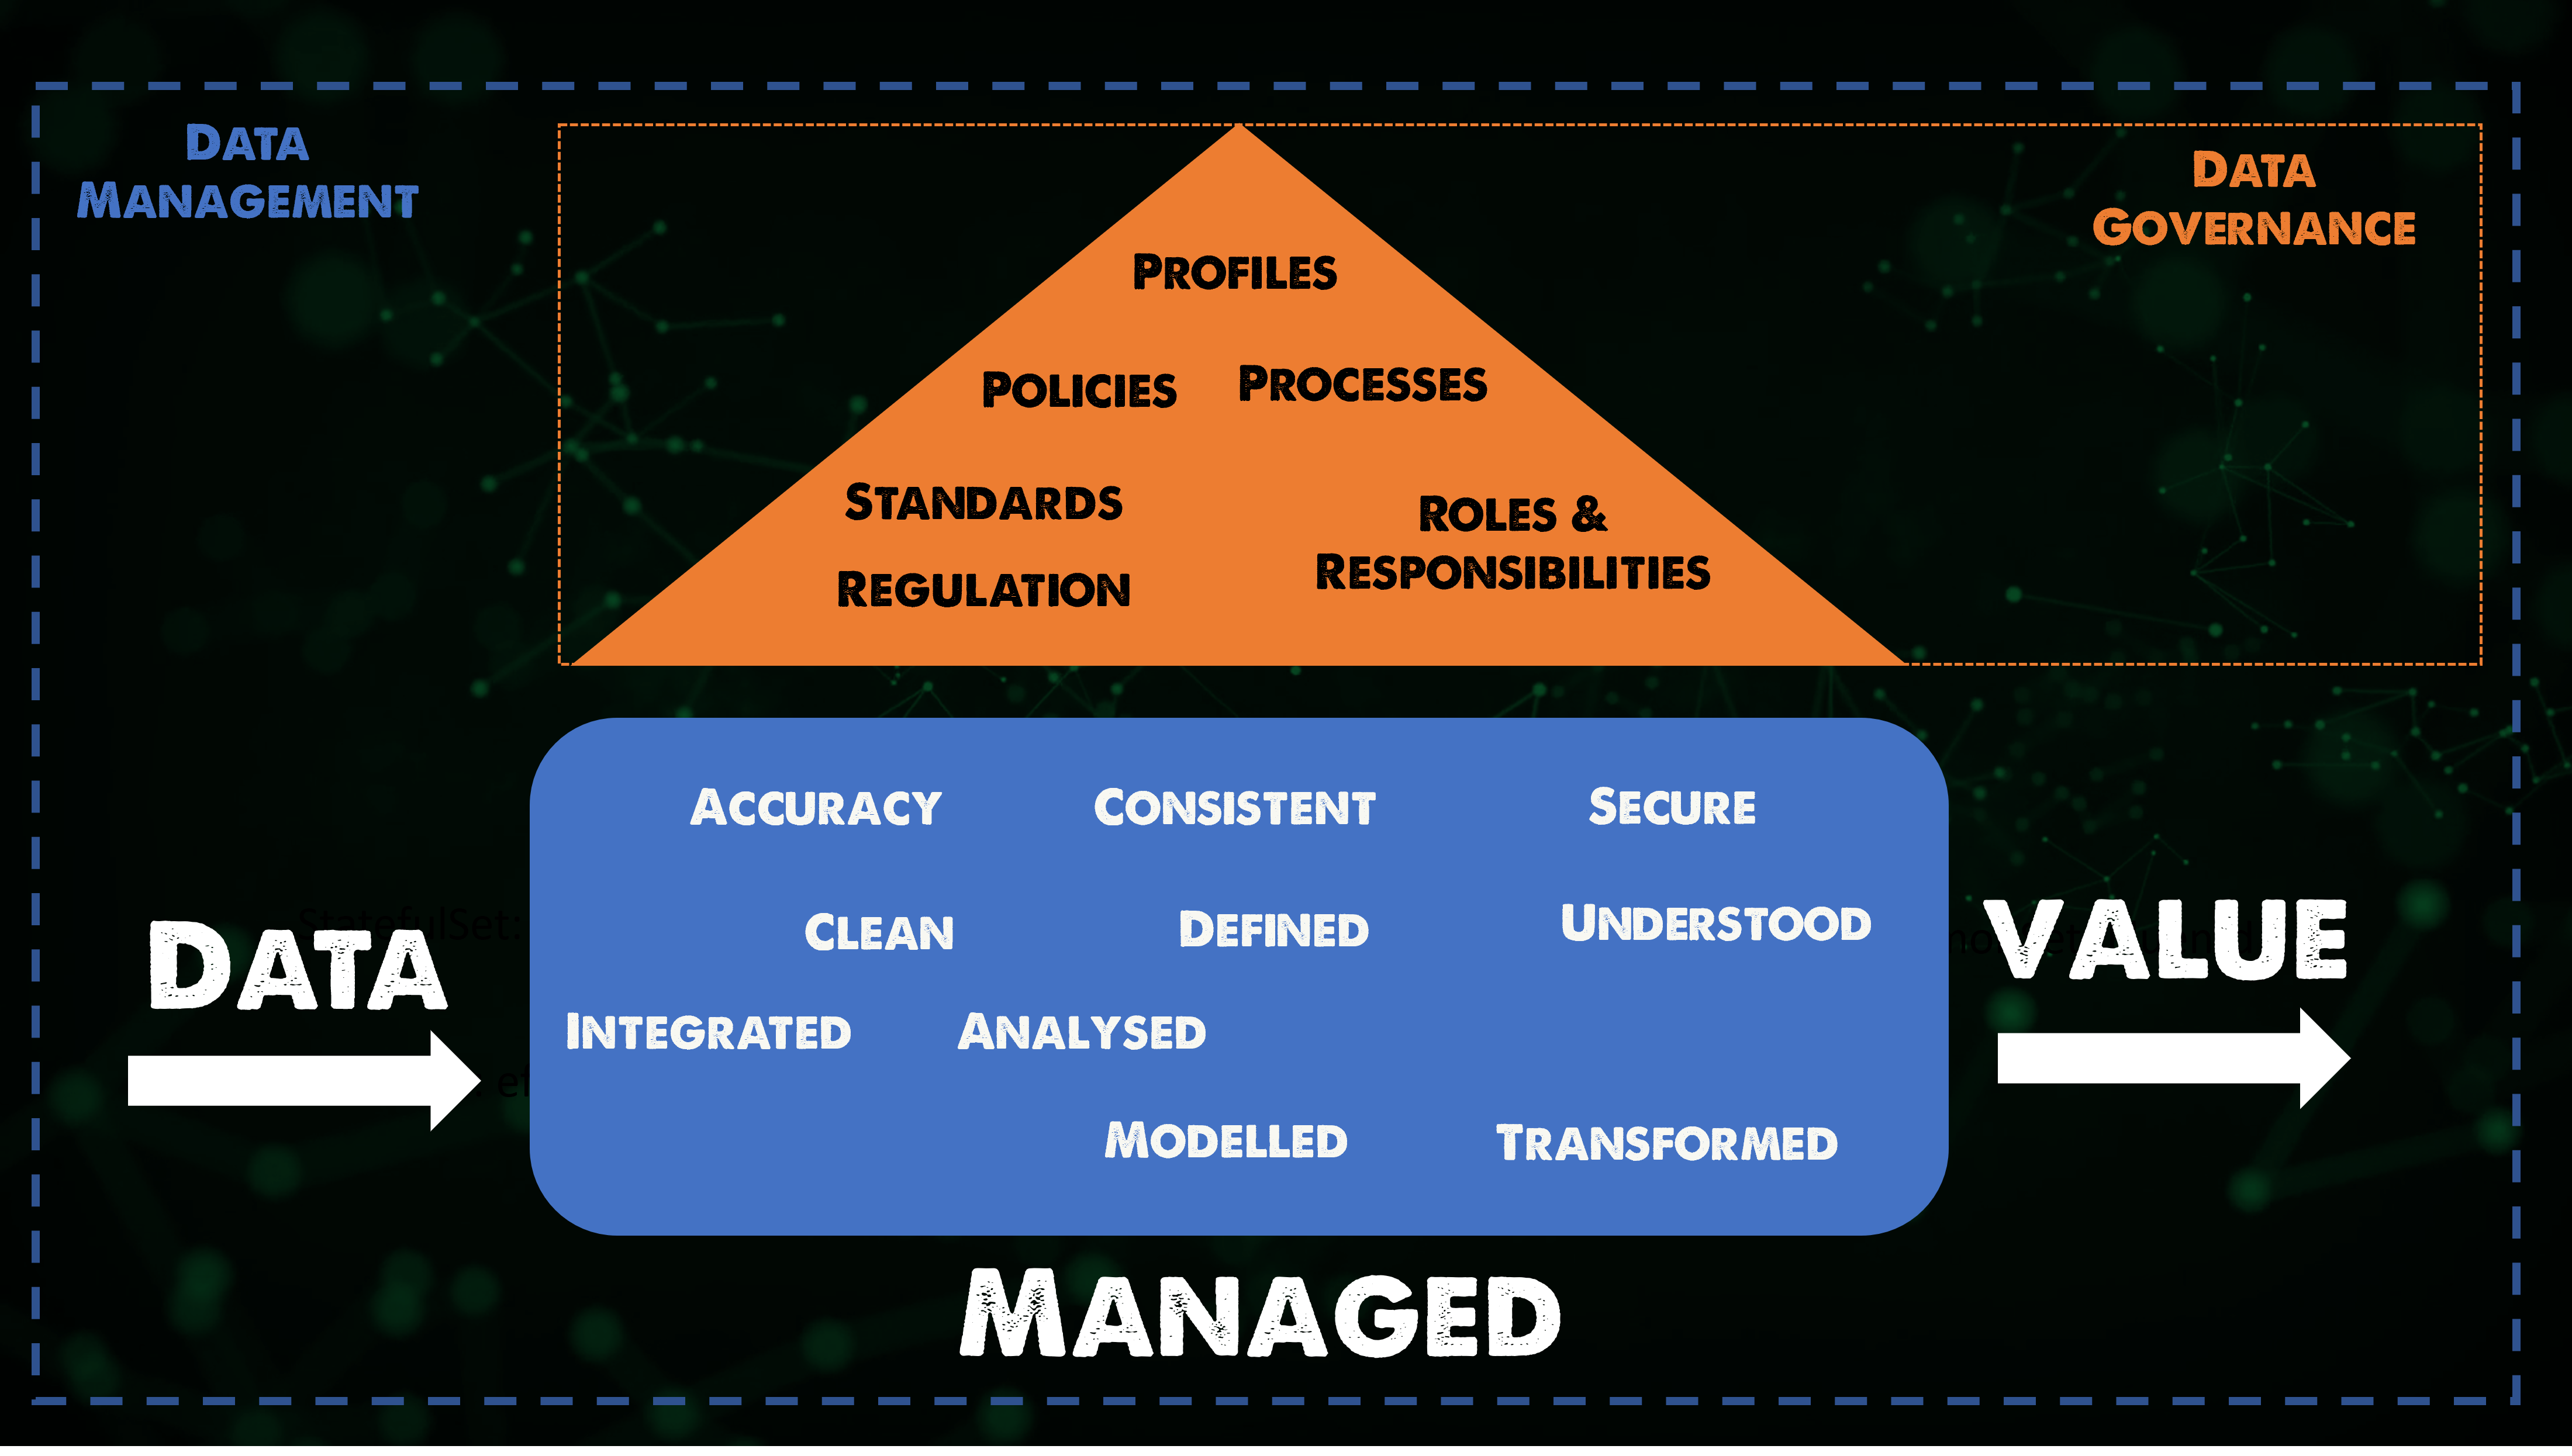 Data
Management
Data
Governance
Profiles
Policies
Processes
Standards
Regulation
Roles &
Responsibilities
Accuracy
Consistent
Secure
Clean
Defined
Understood
Integrated
Analysed
Modelled
Transformed
StatefulSet:
Data
Value
Managed